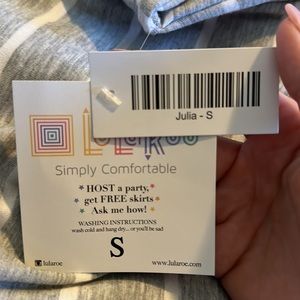 Julia - S
LuLaRoe
Simply Comfortable
* HOST a party, *
* get FREE skirts *
* Ask me how! *
WASHING INSTRUCTIONS
wash cold and hang dry... or you'll be sad
S
lularoe
www.lularoe.com